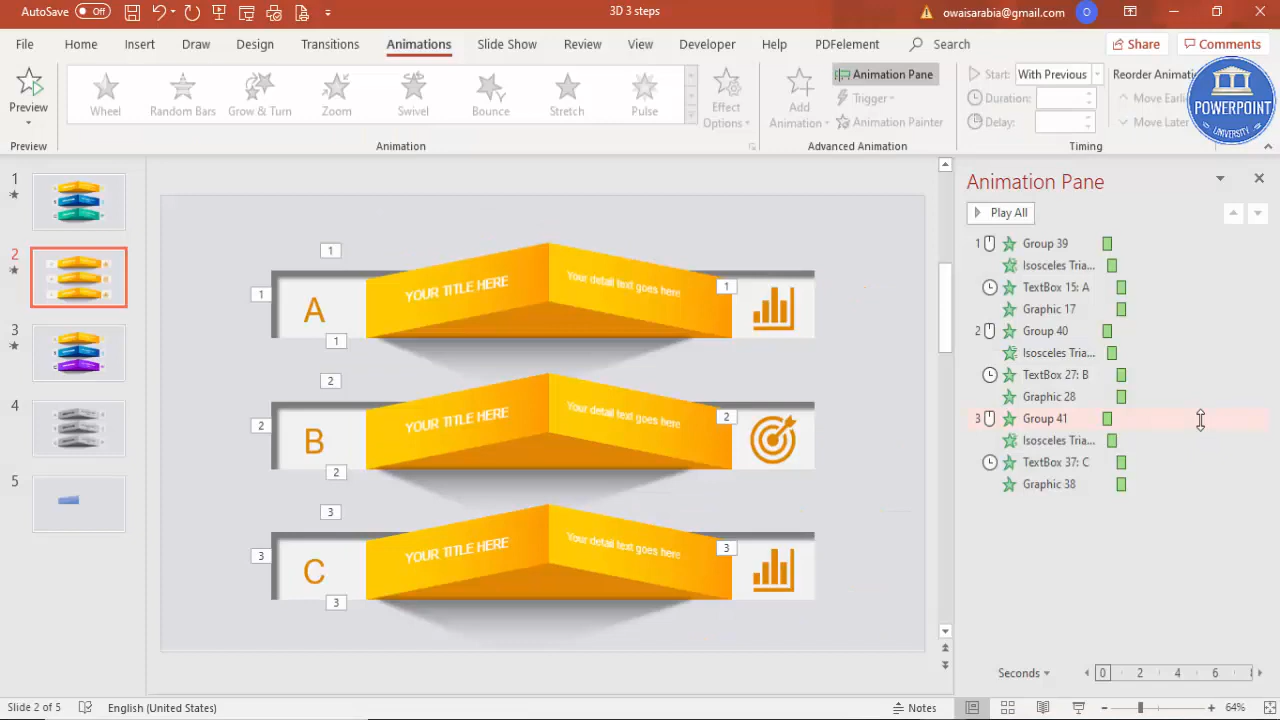 AutoSave Off
3D 3 steps
owaisarabia@gmail.com O
File Home Insert Draw Design Transitions Animations Slide Show Review View Developer Help PDFelement Search Share Comments
Preview
Wheel Random Bars Grow & Turn Zoom Swivel Bounce Stretch Pulse
Effect Options
Add Animation
Animation Pane
Trigger
Animation Painter
Start: With Previous
Duration:
Delay:
Reorder Animati
Move Earlie
Move Later
POWERPOINT
UNIVERSITY
Preview Animation Advanced Animation Timing
1
2
3
4
5
1
1
1
1
A
YOUR TITLE HERE
Your detail text goes here
2
2
2
2
B
YOUR TITLE HERE
Your detail text goes here
3
3
3
3
C
YOUR TITLE HERE
Your detail text goes here
Animation Pane
Play All
1 Group 39
Isosceles Tria...
TextBox 15: A
Graphic 17
2 Group 40
Isosceles Tria...
TextBox 27: B
Graphic 28
3 Group 41
Isosceles Tria...
TextBox 37: C
Graphic 38
Seconds 0 2 4 6
Slide 2 of 5 English (United States) Notes 64%